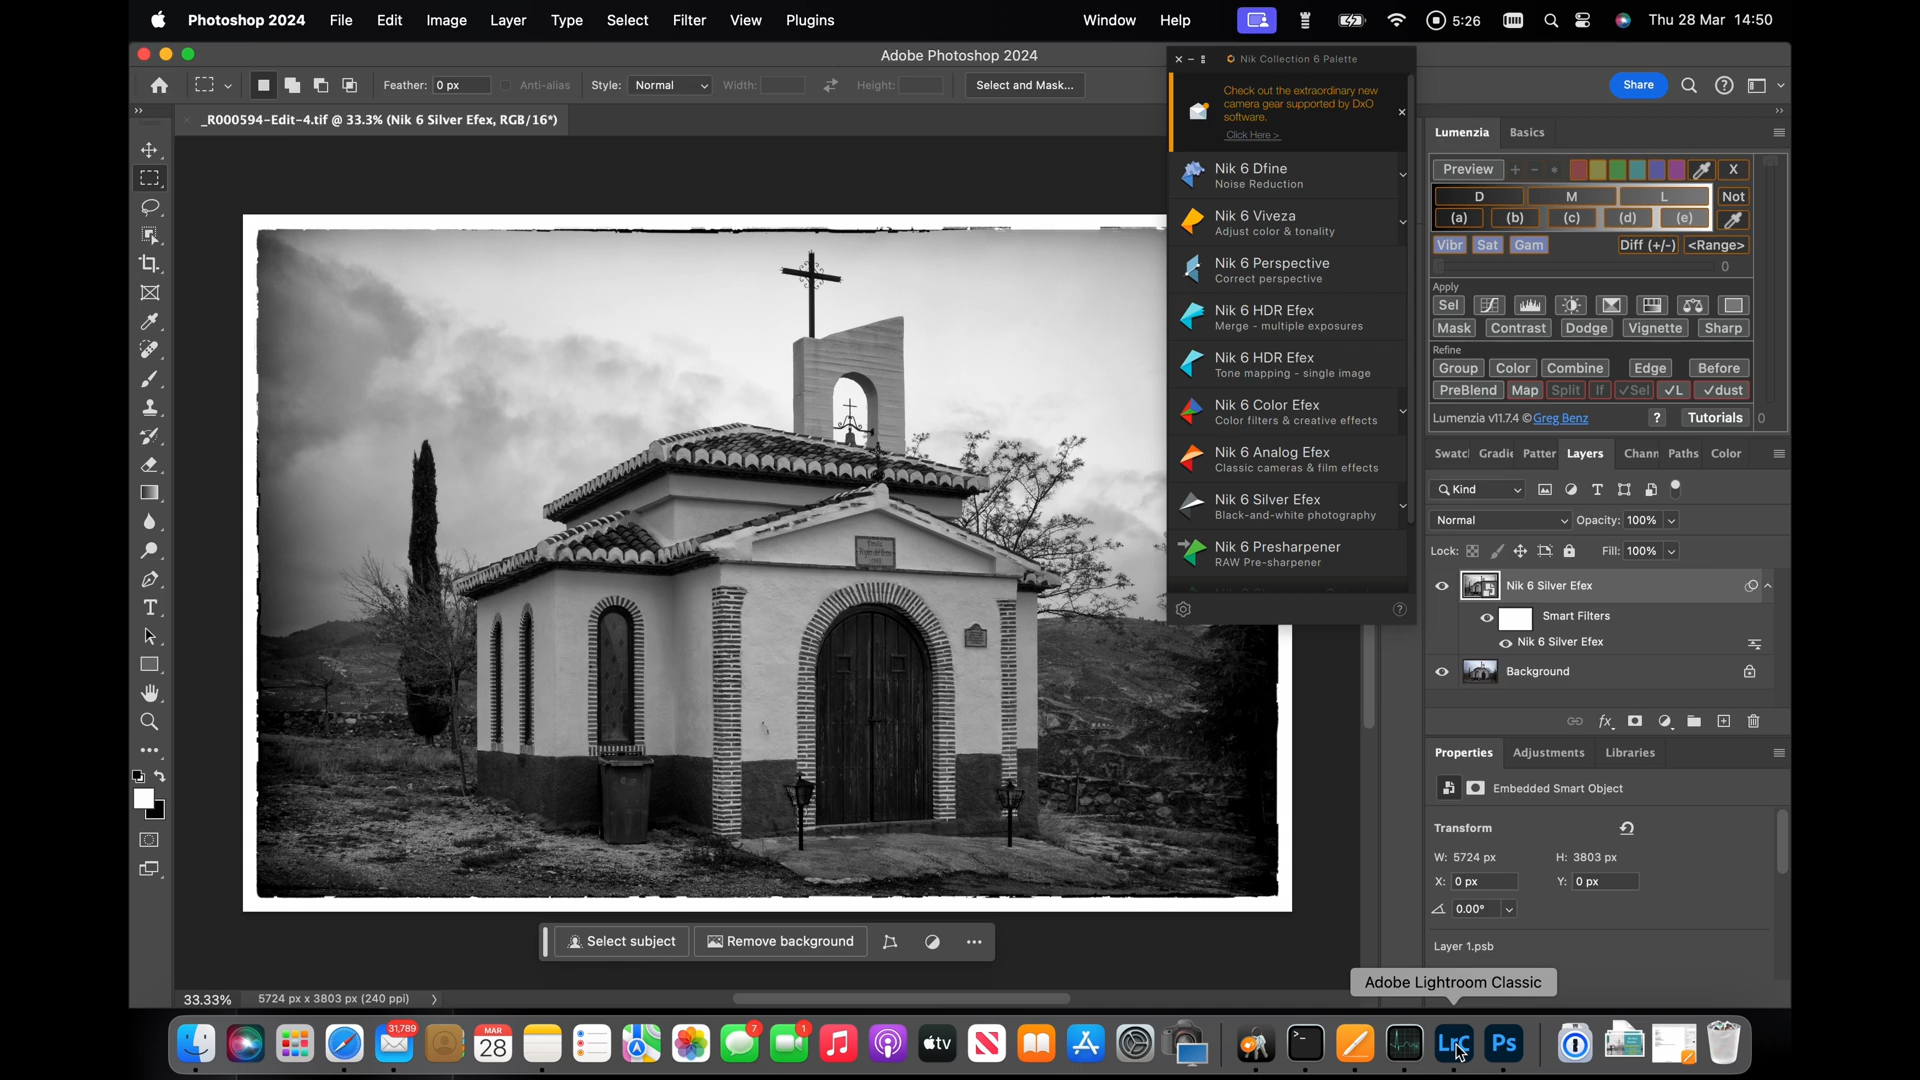 Photoshop 2024 File Edit Image Layer Type Select Filter View Plugins Window Help 5:26 Thu 28 Mar 14:50
Adobe Photoshop 2024
Feather: 0 px Anti-alias Style: Normal Width: Height: Select and Mask... Share
_R000594-Edit-4.tif @ 33.3% (Nik 6 Silver Efex, RGB/16*)
Nik Collection 6 Palette
Check out the extraordinary new
camera gear supported by DxO
software.
Click Here >
Nik 6 Dfine
Noise Reduction
Nik 6 Viveza
Adjust color & tonality
Nik 6 Perspective
Correct perspective
Nik 6 HDR Efex
Merge - multiple exposures
Nik 6 HDR Efex
Tone mapping - single image
Nik 6 Color Efex
Color filters & creative effects
Nik 6 Analog Efex
Classic cameras & film effects
Nik 6 Silver Efex
Black-and-white photography
Nik 6 Presharpener
RAW Pre-sharpener
Lumenzia Basics
Preview + - * X
D M L Not
(a) (b) (c) (d) (e)
Vibr Sat Gam Diff (+/-) <Range>
0
Apply
Sel
Mask Contrast Dodge Vignette Sharp
Refine
Group Color Combine Edge Before
PreBlend Map Split If ✓Sel ✓L ✓dust
Lumenzia v11.7.4 © Greg Benz ? Tutorials 0
Swatc Gradie Patter Layers Chann Paths Color
Kind
Normal Opacity: 100%
Lock: Fill: 100%
Nik 6 Silver Efex
Smart Filters
Nik 6 Silver Efex
Background
fx
Properties Adjustments Libraries
Embedded Smart Object
Transform
W: 5724 px H: 3803 px
X: 0 px Y: 0 px
0.00°
Layer 1.psb
Select subject Remove background
33.33% 5724 px x 3803 px (240 ppi)
Adobe Lightroom Classic
31,789
MAR
28
7
1
tv
LrC
Ps